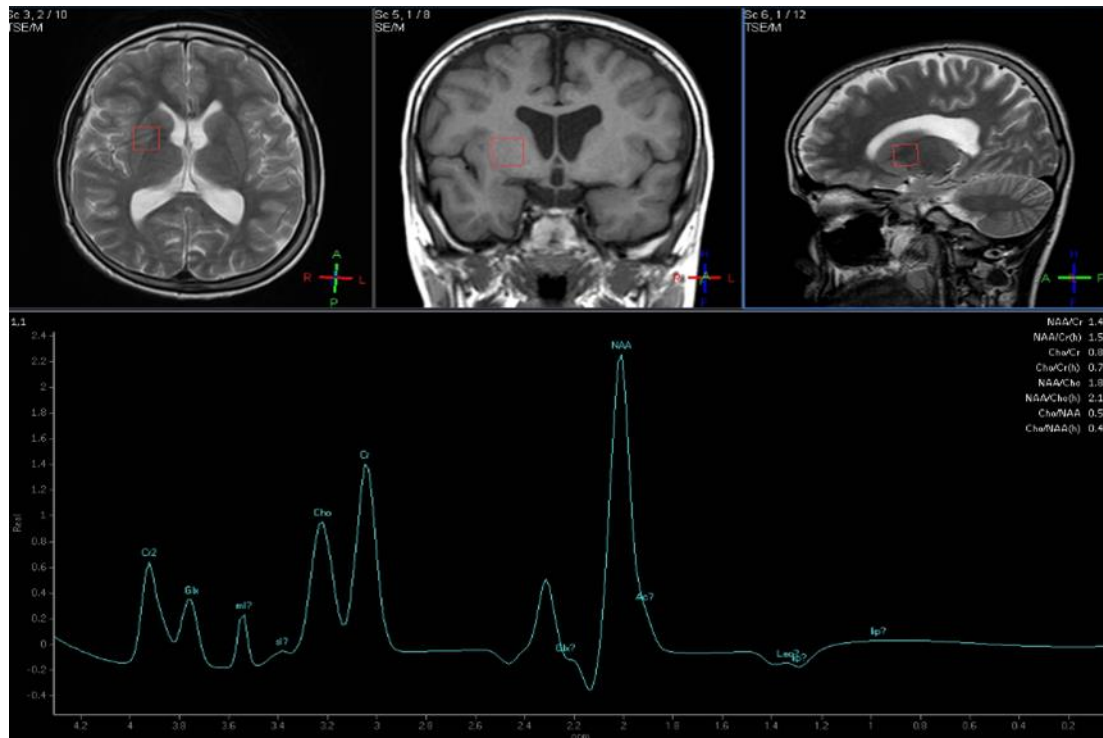 Sc 3, 2 / 10
TSE/M
Sc 5, 1 / 8
SE/M
Sc 6, 1 / 12
TSE/M
A
R
L
P
H
R
A
L
F
H
A
P
F
1,1
NAA/Cr 1.4
NAA/Cr(h) 1.5
Cho/Cr 0.8
Cho/Cr(h) 0.7
NAA/Cho 1.8
NAA/Cho(h) 2.1
Cho/NAA 0.5
Cho/NAA(h) 0.4
2.4
2.2
2
1.8
1.6
1.4
1.2
1
0.8
0.6
0.4
0.2
0
-0.2
-0.4
Real
NAA
Cr
Cho
Cr2
Glx
mI?
sI?
Glx?
Ac?
Lac?
lip?
lip?
4.2
4
3.8
3.6
3.4
3.2
3
2.8
2.6
2.4
2.2
2
1.8
1.6
1.4
1.2
1
0.8
0.6
0.4
0.2
ppm